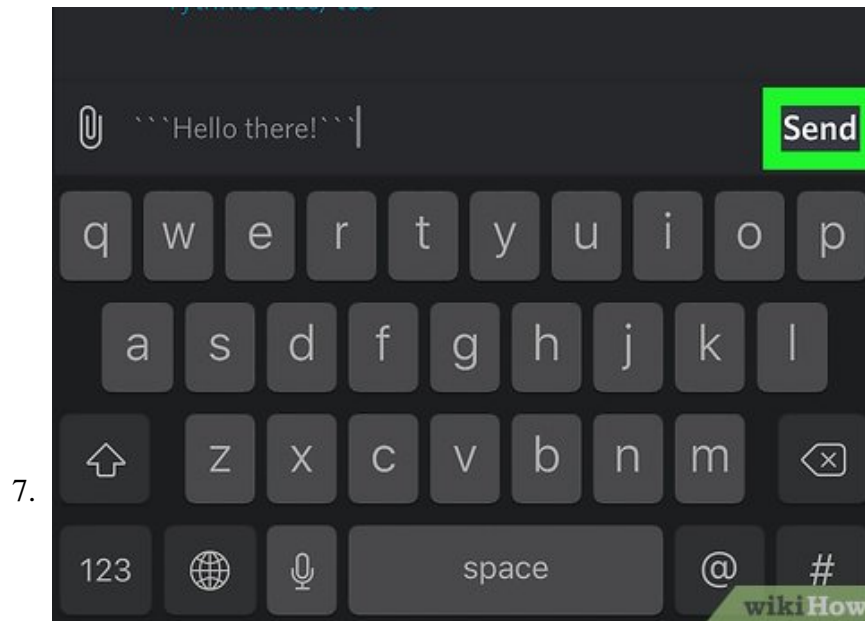 ```Hello there!```
Send
q w e r t y u i o p
a s d f g h j k l
z x c v b n m
7.
123 space @ #
wikiHow